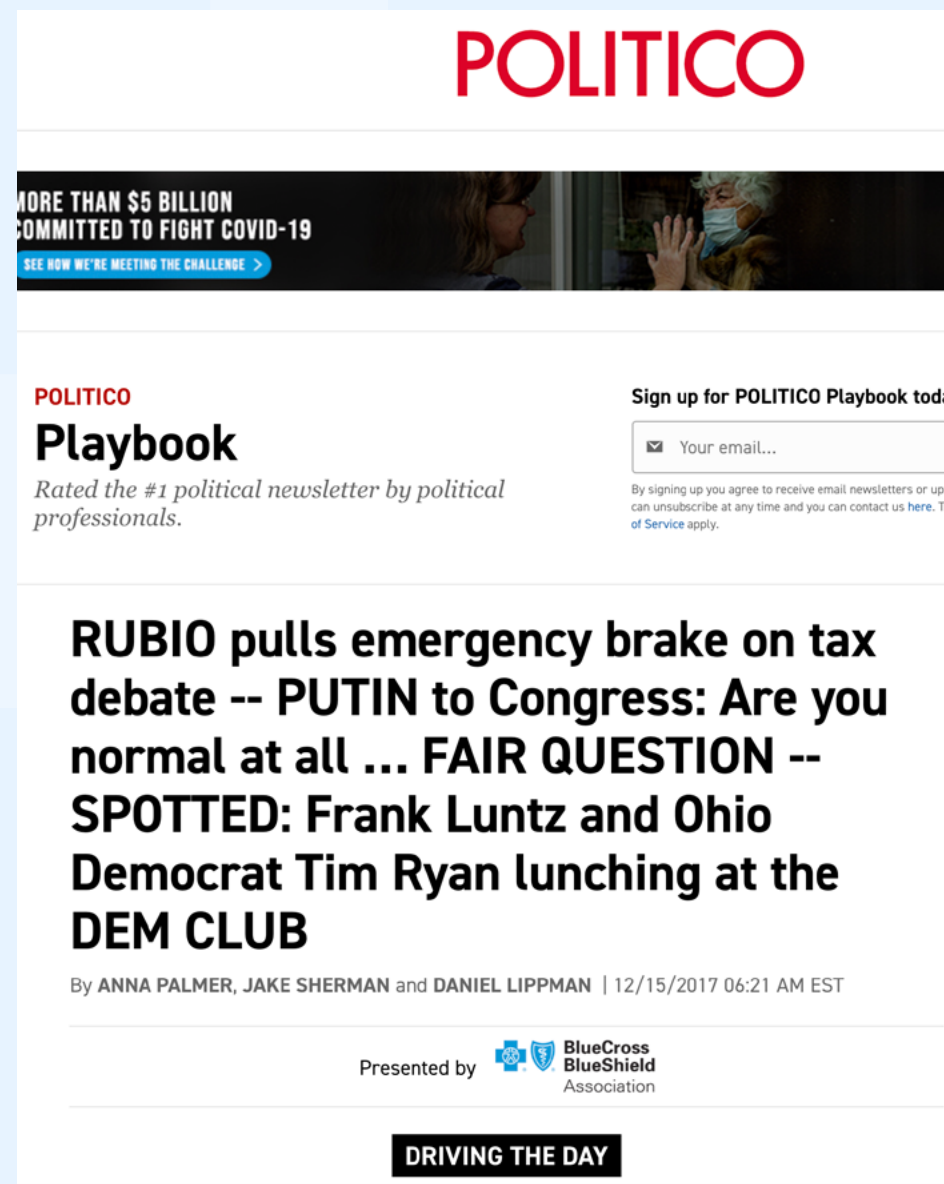 POLITICO
MORE THAN $5 BILLION
COMMITTED TO FIGHT COVID-19
SEE HOW WE'RE MEETING THE CHALLENGE >
POLITICO
Playbook
Rated the #1 political newsletter by political
professionals.
Sign up for POLITICO Playbook toda
Your email...
By signing up you agree to receive email newsletters or up
can unsubscribe at any time and you can contact us here. T
of Service apply.
RUBIO pulls emergency brake on tax
debate -- PUTIN to Congress: Are you
normal at all ... FAIR QUESTION --
SPOTTED: Frank Luntz and Ohio
Democrat Tim Ryan lunching at the
DEM CLUB
By ANNA PALMER, JAKE SHERMAN and DANIEL LIPPMAN | 12/15/2017 06:21 AM EST
Presented by
BlueCross
BlueShield
Association
DRIVING THE DAY